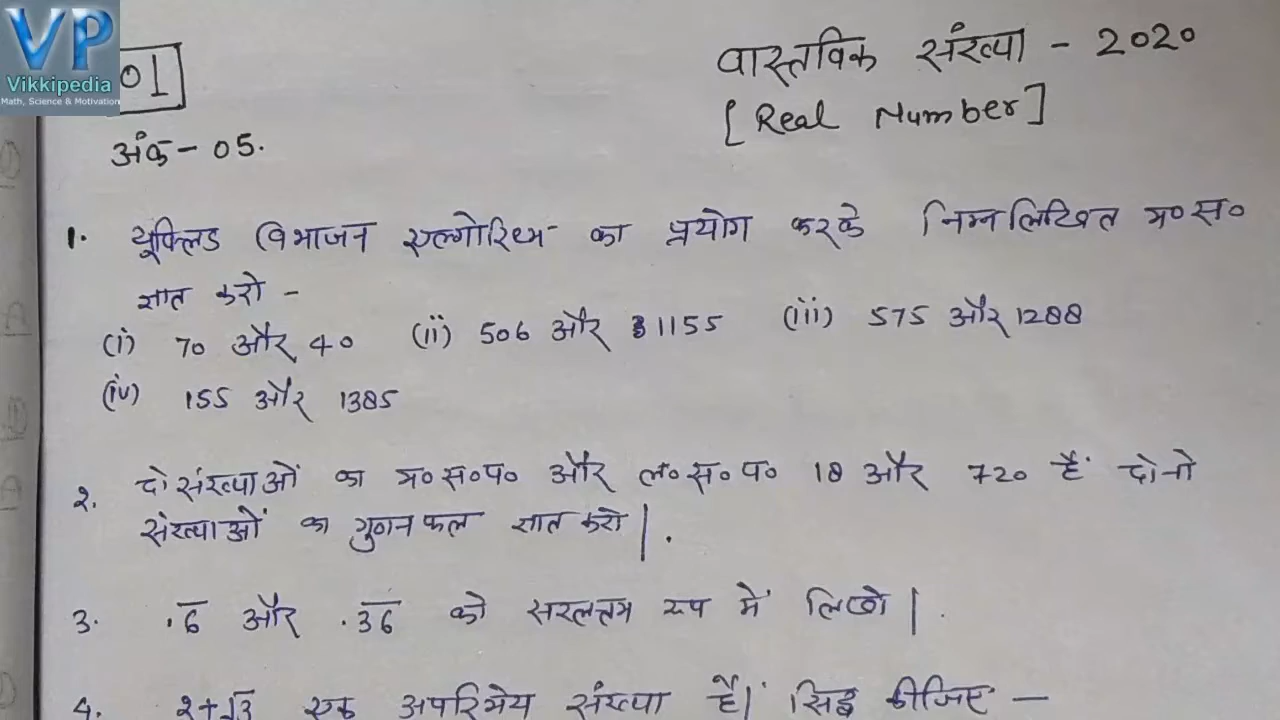 VP
Vikkipedia
Math, Science & Motivation
01
वास्तविक संख्या - 2020
[Real Number]
अंक - 05.
1. यूक्लिड विभाजन एल्गोरिथ्म का प्रयोग करके निम्नलिखित म०स०
ज्ञात करो -
(i) 70 और 40 (ii) 506 और 1155 (iii) 575 और 1288
(iv) 155 और 1385
2. दो संख्याओं का म०स०प० और ल०स०प० 18 और 720 हैं दोनो
संख्याओं का गुणनफल ज्ञात करो|.
3. .6̅ और .3̅6̅ को सरलतम रूप में लिखो|.
4. 2+√3 एक अपरिमेय संख्या है| सिद्ध कीजिए -